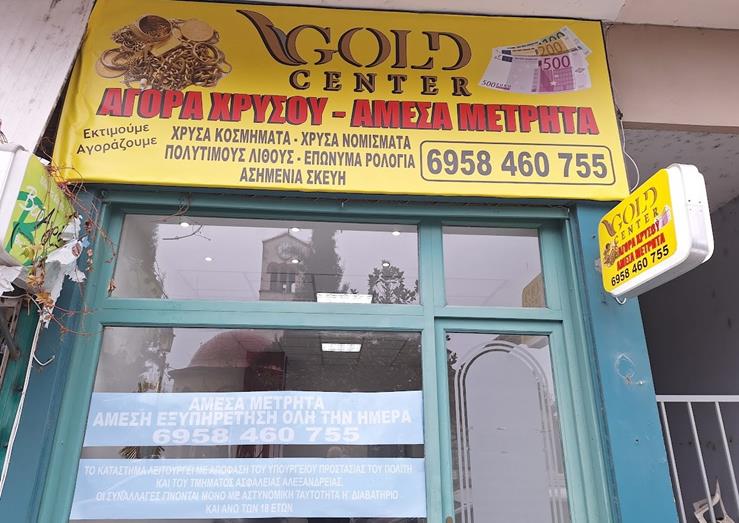 GOLD
CENTER
100
200
500
500 EURO
ΑΓΟΡΑ ΧΡΥΣΟΥ - ΑΜΕΣΑ ΜΕΤΡΗΤΑ
Εκτιμούμε
Αγοράζουμε
ΧΡΥΣΑ ΚΟΣΜΗΜΑΤΑ - ΧΡΥΣΑ ΝΟΜΙΣΜΑΤΑ
ΠΟΛΥΤΙΜΟΥΣ ΛΙΘΟΥΣ - ΕΠΩΝΥΜΑ ΡΟΛΟΓΙΑ
ΑΣΗΜΕΝΙΑ ΣΚΕΥΗ
6958 460 755
GOLD
CENTER
ΑΓΟΡΑ ΧΡΥΣΟΥ
ΑΜΕΣΑ ΜΕΤΡΗΤΑ
6958 460 755
ΑΜΕΣΑ ΜΕΤΡΗΤΑ
ΑΜΕΣΗ ΕΞΥΠΗΡΕΤΗΣΗ ΟΛΗ ΤΗΝ ΗΜΕΡΑ
6958 460 755
ΤΟ ΚΑΤΑΣΤΗΜΑ ΛΕΙΤΟΥΡΓΕΙ ΜΕ ΑΠΟΦΑΣΗ ΤΟΥ ΥΠΟΥΡΓΕΙΟΥ ΠΡΟΣΤΑΣΙΑΣ ΤΟΥ ΠΟΛΙΤΗ
ΚΑΙ ΤΟΥ ΤΜΗΜΑΤΟΣ ΑΣΦΑΛΕΙΑΣ ΑΛΕΞΑΝΔΡΕΙΑΣ.
ΟΙ ΣΥΝΑΛΛΑΓΕΣ ΓΙΝΟΝΤΑΙ ΜΟΝΟ ΜΕ ΑΣΤΥΝΟΜΙΚΗ ΤΑΥΤΟΤΗΤΑ Η' ΔΙΑΒΑΤΗΡΙΟ
ΚΑΙ ΑΝΩ ΤΩΝ 18 ΕΤΩΝ